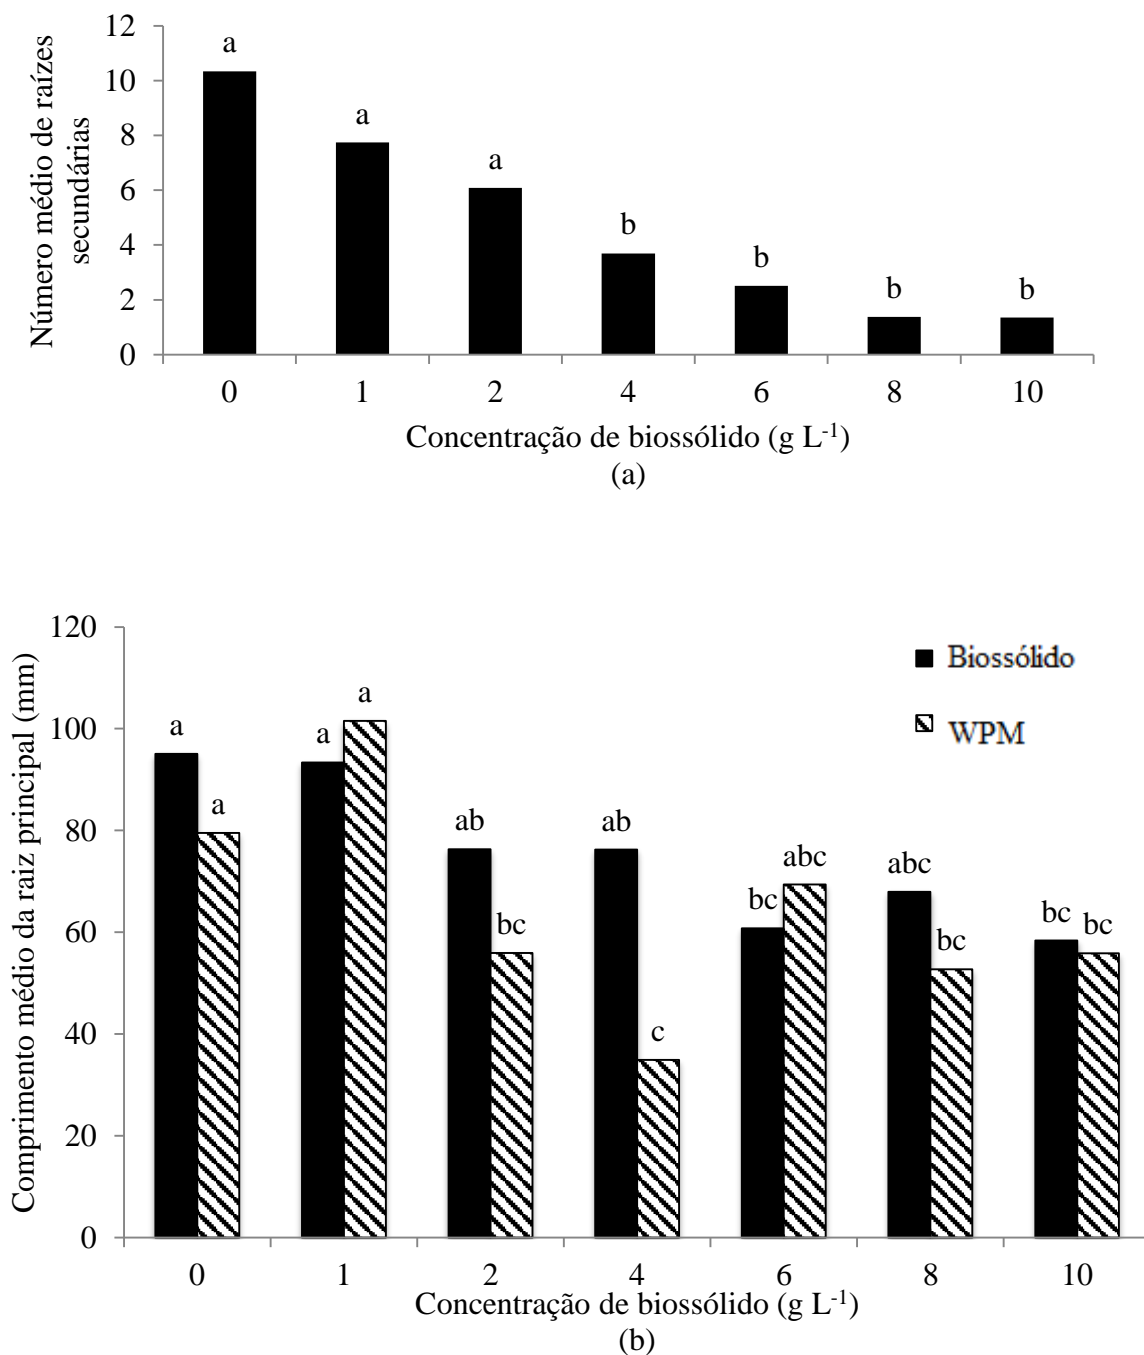 Número médio de raízes
secundárias
12
10
8
6
4
2
0
a
a
a
b
b
b
b
0 1 2 4 6 8 10
Concentração de biossólido (g L-1)
(a)
Comprimento médio da raiz principal (mm)
120
100
80
60
40
20
0
Biossólido
WPM
a
a
a
a
ab
bc
ab
c
bc
abc
abc
bc
bc
bc
0 1 2 4 6 8 10
Concentração de biossólido (g L-1)
(b)